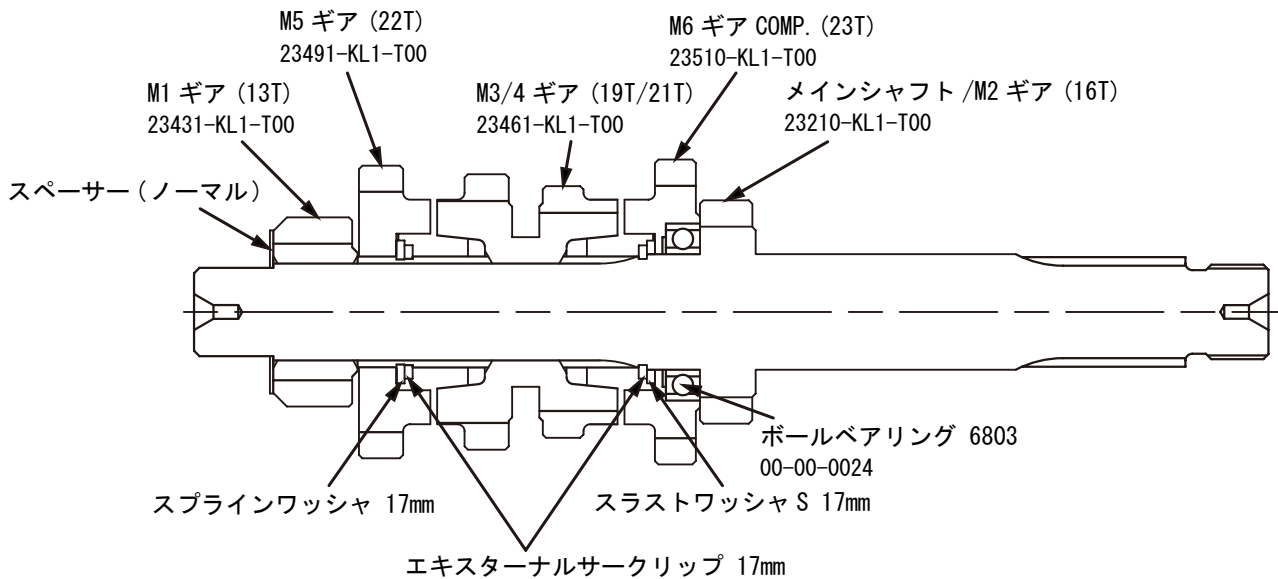 M5 ギア (22T)
23491-KL1-T00
M6 ギア COMP. (23T)
23510-KL1-T00
M1 ギア (13T)
23431-KL1-T00
M3/4 ギア (19T/21T)
23461-KL1-T00
メインシャフト /M2 ギア (16T)
23210-KL1-T00
スペーサー (ノーマル)
ボールベアリング 6803
00-00-0024
スプラインワッシャ 17mm
スラストワッシャ S 17mm
エキスターナルサークリップ 17mm